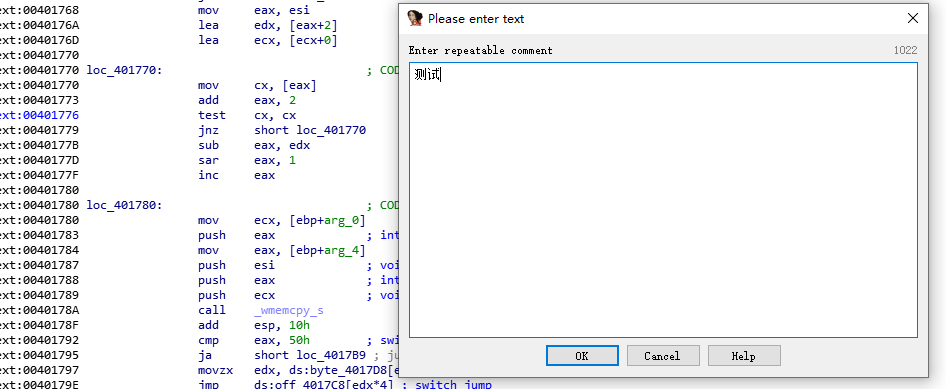 ext:00401768 mov eax, esi
ext:0040176A lea edx, [eax+2]
ext:0040176D lea ecx, [ecx+0]
ext:00401770
ext:00401770 loc_401770: ; COD
ext:00401770 mov cx, [eax]
ext:00401773 add eax, 2
ext:00401776 test cx, cx
ext:00401779 jnz short loc_401770
ext:0040177B sub eax, edx
ext:0040177D sar eax, 1
ext:0040177F inc eax
ext:00401780
ext:00401780 loc_401780: ; COD
ext:00401780 mov ecx, [ebp+arg_0]
ext:00401783 push eax ; int
ext:00401784 mov eax, [ebp+arg_4]
ext:00401787 push esi ; voi
ext:00401788 push eax ; int
ext:00401789 push ecx ; voi
ext:0040178A call _wmemcpy_s
ext:0040178F add esp, 10h
ext:00401792 cmp eax, 50h ; swi
ext:00401795 ja short loc_4017B9 ; ju
ext:00401797 movzx edx, ds:byte_4017D8[e
ext:0040179E jmp ds:off_4017C8[edx*4] ; switch jump
Please enter text
Enter repeatable comment 1022
测试
OK Cancel Help